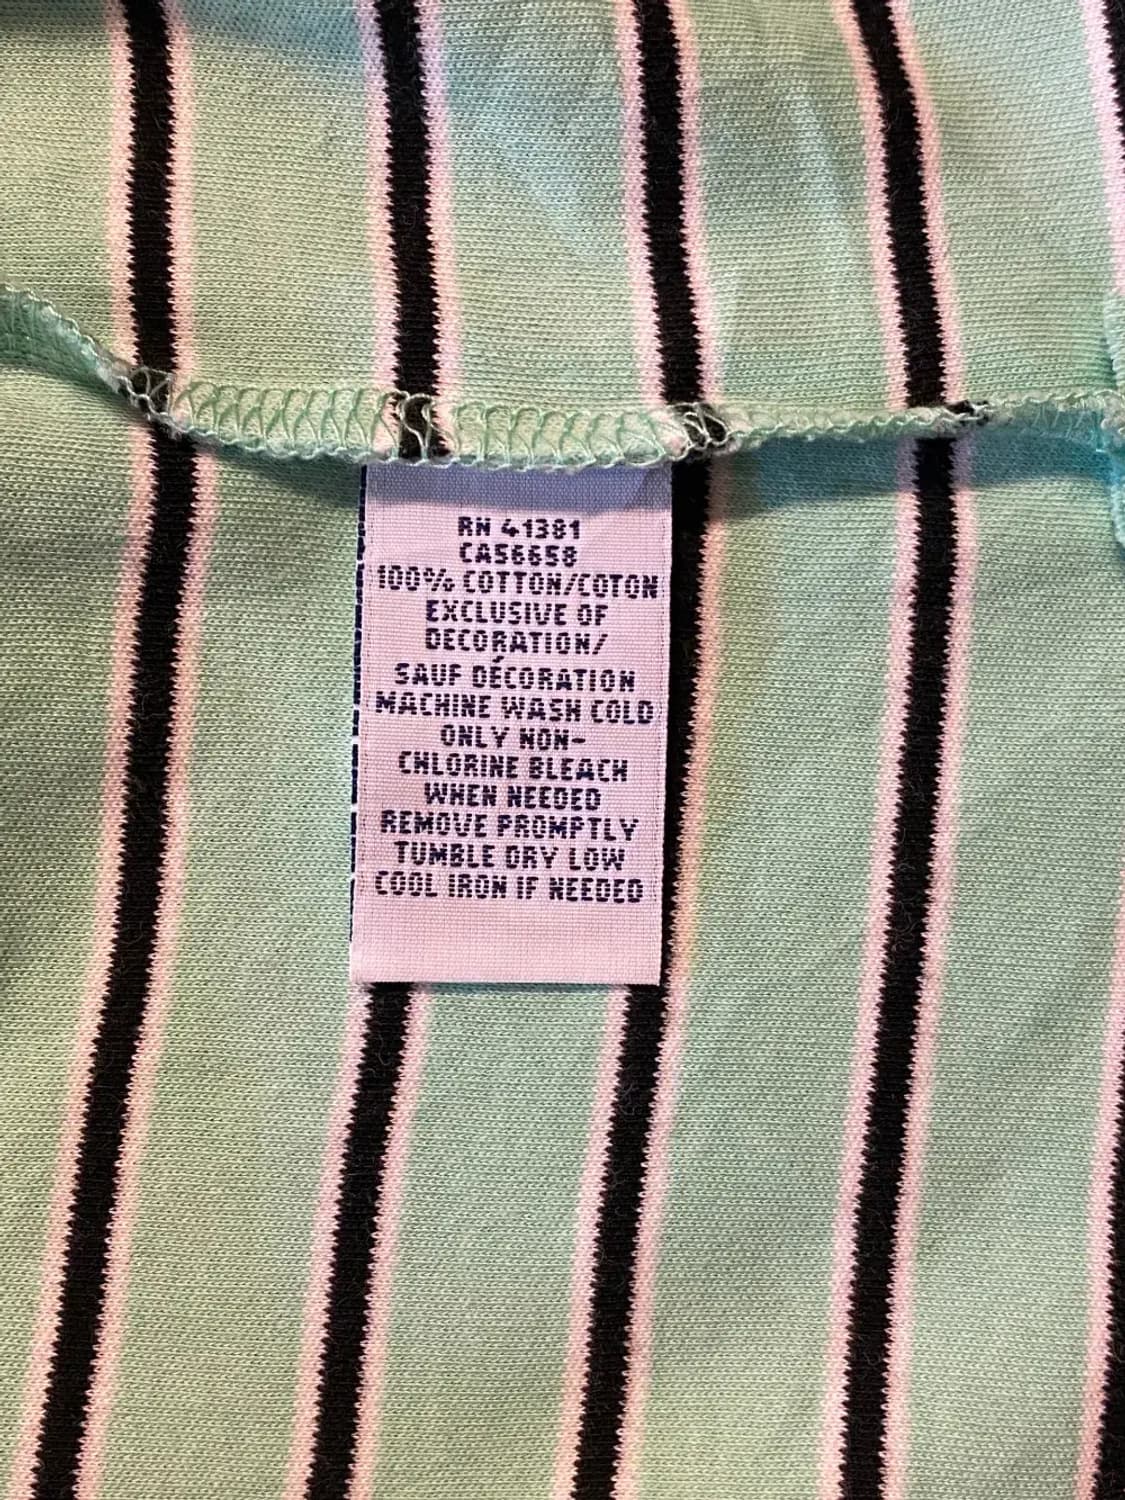 RN 41381
CA56658
100% COTTON/COTON
EXCLUSIVE OF
DECORATION/
SAUF DÉCORATION
MACHINE WASH COLD
ONLY NON-
CHLORINE BLEACH
WHEN NEEDED
REMOVE PROMPTLY
TUMBLE DRY LOW
COOL IRON IF NEEDED